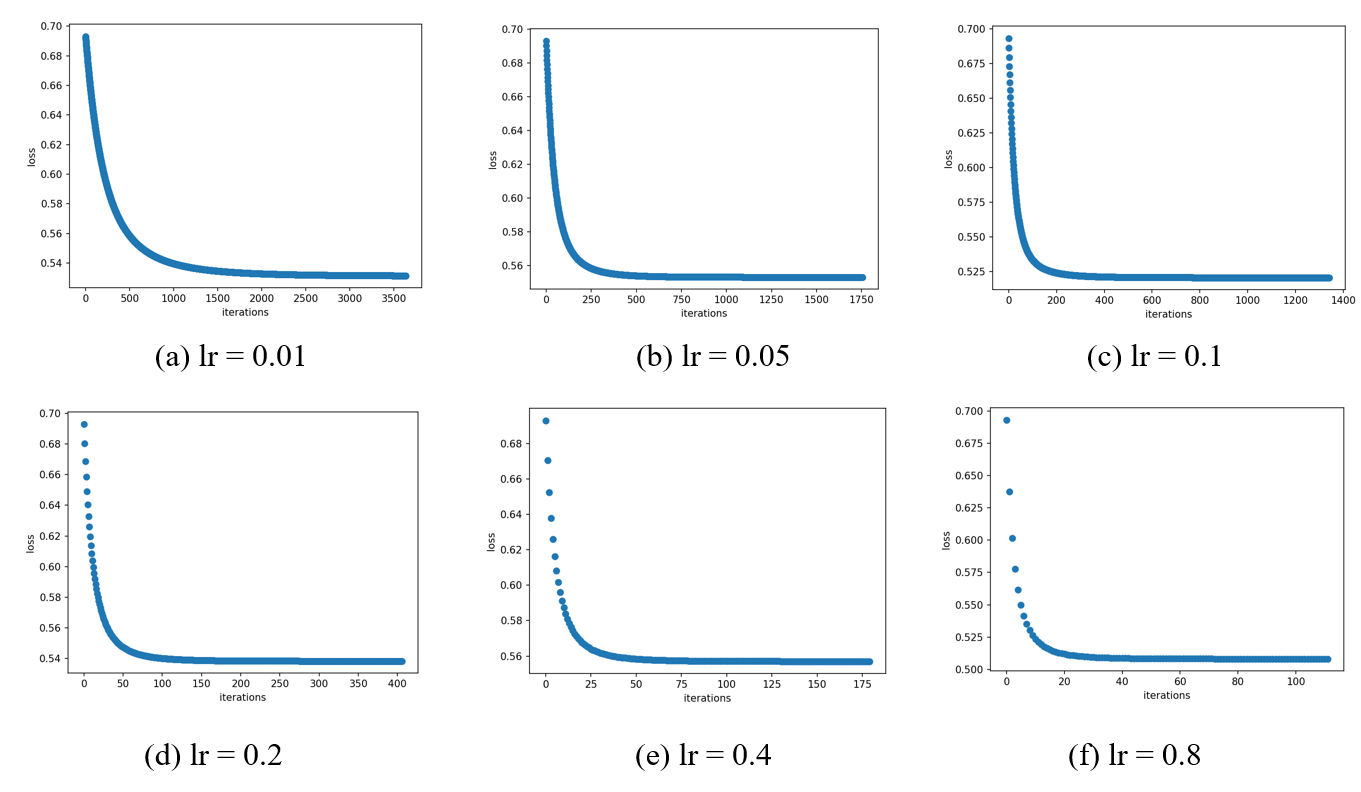 0.70
0.68
0.66
0.64
0.62
0.60
0.58
0.56
0.54
loss
0 500 1000 1500 2000 2500 3000 3500
iterations
(a) lr = 0.01
0.70
0.68
0.66
0.64
0.62
0.60
0.58
0.56
loss
0 250 500 750 1000 1250 1500 1750
iterations
(b) lr = 0.05
0.700
0.675
0.650
0.625
0.600
0.575
0.550
0.525
loss
0 200 400 600 800 1000 1200 1400
iterations
(c) lr = 0.1
0.70
0.68
0.66
0.64
0.62
0.60
0.58
0.56
0.54
loss
0 50 100 150 200 250 300 350 400
iterations
(d) lr = 0.2
0.68
0.66
0.64
0.62
0.60
0.58
0.56
loss
0 25 50 75 100 125 150 175
iterations
(e) lr = 0.4
0.700
0.675
0.650
0.625
0.600
0.575
0.550
0.525
0.500
loss
0 20 40 60 80 100
iterations
(f) lr = 0.8